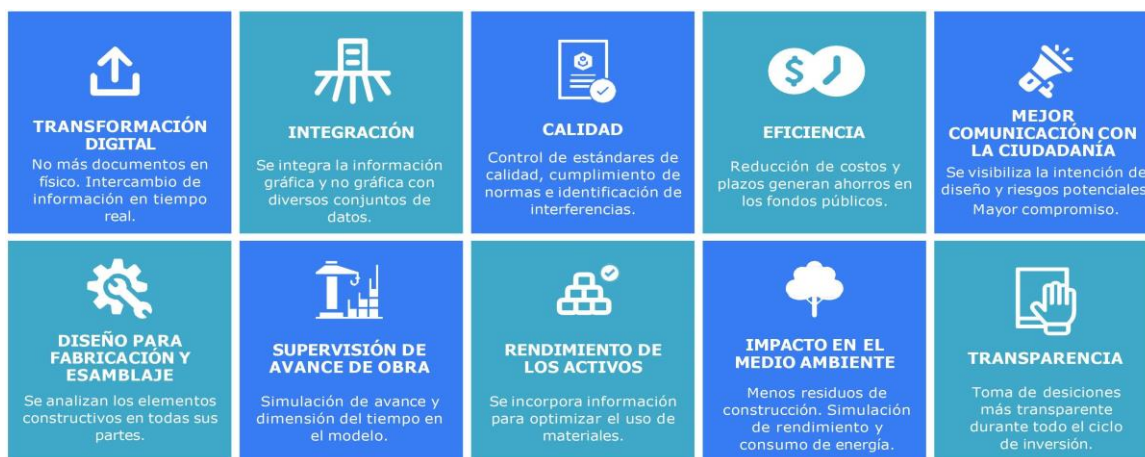 TRANSFORMACIÓN
DIGITAL
No más documentos en
físico. Intercambio de
información en tiempo
real.
INTEGRACIÓN
Se integra la información
gráfica y no gráfica con
diversos conjuntos de
datos.
CALIDAD
Control de estándares de
calidad, cumplimiento de
normas e identificación de
interferencias.
EFICIENCIA
Reducción de costos y
plazos generan ahorros en
los fondos públicos.
MEJOR
COMUNICACIÓN CON
LA CIUDADANÍA
Se visibiliza la intención de
diseño y riesgos potenciales
Mayor compromiso.
DISEÑO PARA
FABRICACIÓN Y
ESAMBLAJE
Se analizan los elementos
constructivos en todas sus
partes.
SUPERVISIÓN DE
AVANCE DE OBRA
Simulación de avance y
dimensión del tiempo en
el modelo.
RENDIMIENTO DE
LOS ACTIVOS
Se incorpora información
para optimizar el uso de
materiales.
IMPACTO EN EL
MEDIO AMBIENTE
Menos residuos de
construcción. Simulación
de rendimiento y
consumo de energía.
TRANSPARENCIA
Toma de desiciones
más transparente
durante todo el ciclo
de inversión.